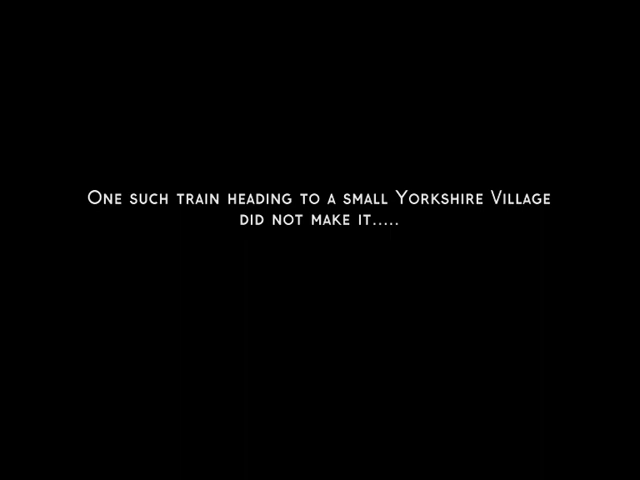 One such train heading to a small Yorkshire Village
did not make it.....